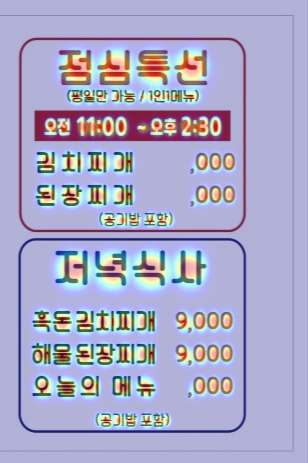 점심특선
(평일만 가능 / 1인1메뉴)
오전 11:00 ~ 오후 2:30
김치찌개 ,000
된장찌개 ,000
(공기밥 포함)
저녁식사
흑돈김치찌개 9,000
해물된장찌개 9,000
오늘의 메뉴 ,000
(공기밥 포함)